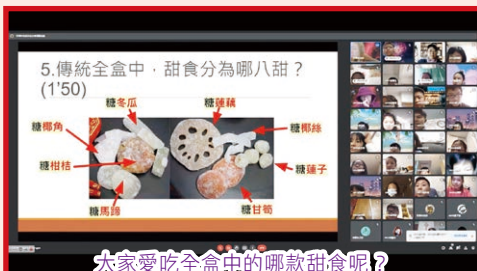 5.傳統全盒中，甜食分為哪八甜？
(1'50)
糖冬瓜
糖蓮藕
糖椰角
糖椰絲
糖柑桔
糖蓮子
糖馬蹄
糖甘筍
大家愛吃全盒中的哪款甜食呢？